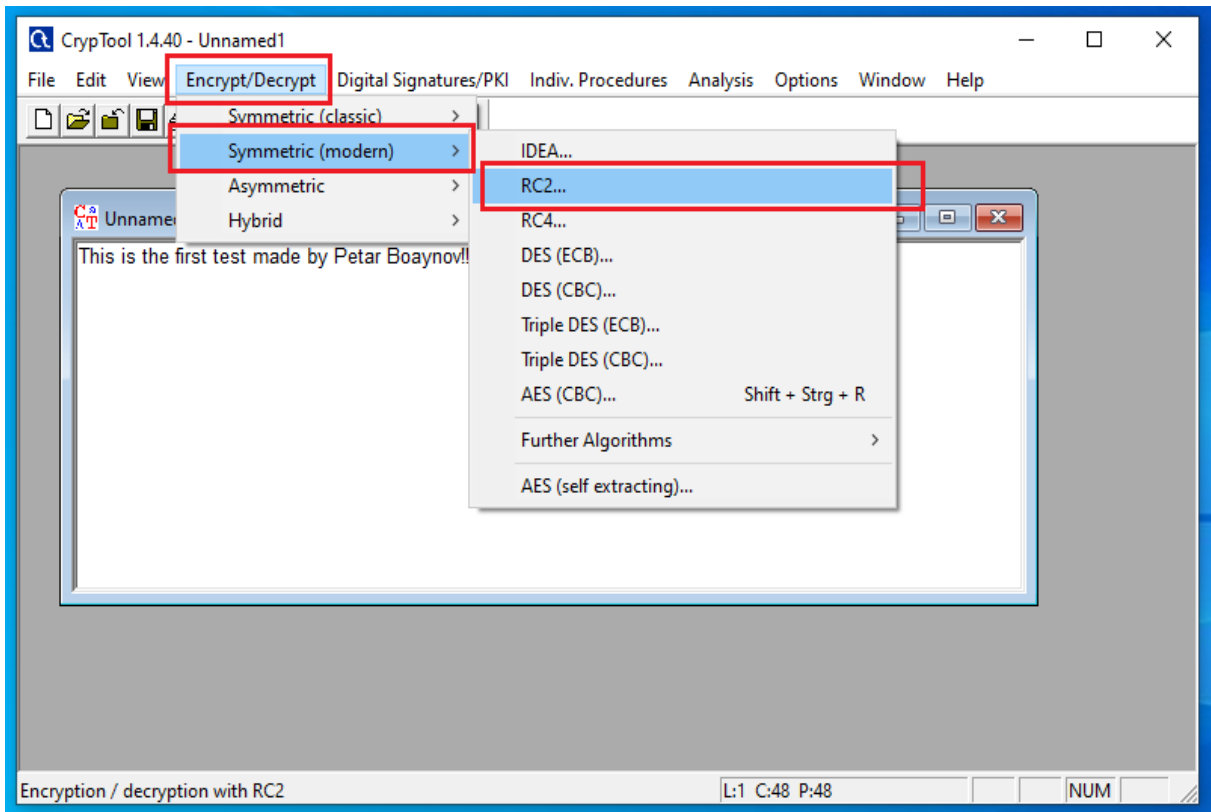 CrypTool 1.4.40 - Unnamed1
File Edit View Encrypt/Decrypt Digital Signatures/PKI Indiv. Procedures Analysis Options Window Help
Symmetric (classic) >
Symmetric (modern) >
Asymmetric >
Hybrid >
IDEA...
RC2...
RC4...
DES (ECB)...
DES (CBC)...
Triple DES (ECB)...
Triple DES (CBC)...
AES (CBC)... Shift + Strg + R
Further Algorithms >
AES (self extracting)...
This is the first test made by Petar Boaynov!!
Encryption / decryption with RC2 L:1 C:48 P:48 NUM